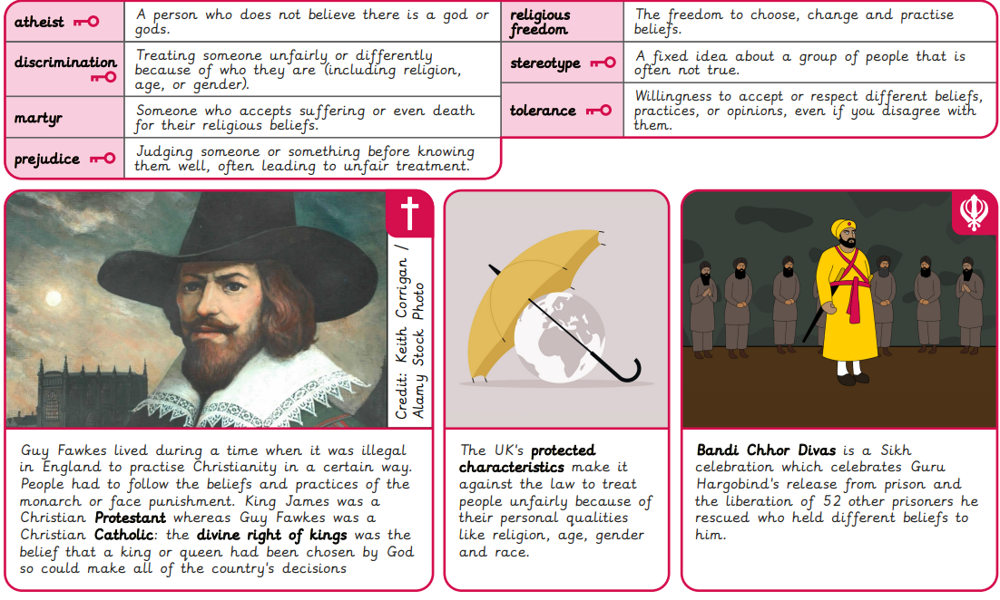 atheist
A person who does not believe there is a god or
gods.
discrimination
Treating someone unfairly or differently
because of who they are (including religion,
age, or gender).
martyr
Someone who accepts suffering or even death
for their religious beliefs.
prejudice
Judging someone or something before knowing
them well, often leading to unfair treatment.
religious
freedom
The freedom to choose, change and practise
beliefs.
stereotype
A fixed idea about a group of people that is
often not true.
tolerance
Willingness to accept or respect different beliefs,
practices, or opinions, even if you disagree with
them.
Credit: Keith Corrigan /
Alamy Stock Photo
Guy Fawkes lived during a time when it was illegal
in England to practise Christianity in a certain way.
People had to follow the beliefs and practices of the
monarch or face punishment. King James was a
Christian Protestant whereas Guy Fawkes was a
Christian Catholic: the divine right of kings was the
belief that a king or queen had been chosen by God
so could make all of the country's decisions
The UK's protected
characteristics make it
against the law to treat
people unfairly because of
their personal qualities
like religion, age, gender
and race.
Bandi Chhor Divas is a Sikh
celebration which celebrates Guru
Hargobind's release from prison and
the liberation of 52 other prisoners he
rescued who held different beliefs to
him.